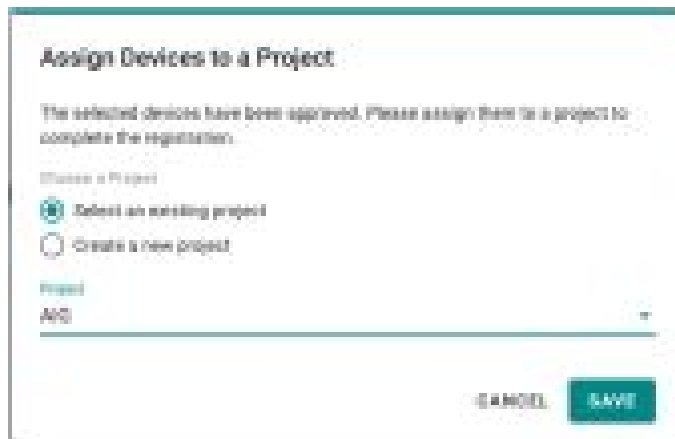 Assign Devices to a Project
The selected devices have been approved. Please assign them to a project to
complete the registration.
Choose a Project
Select an existing project
Create a new project
Project
CANCEL
SAVE